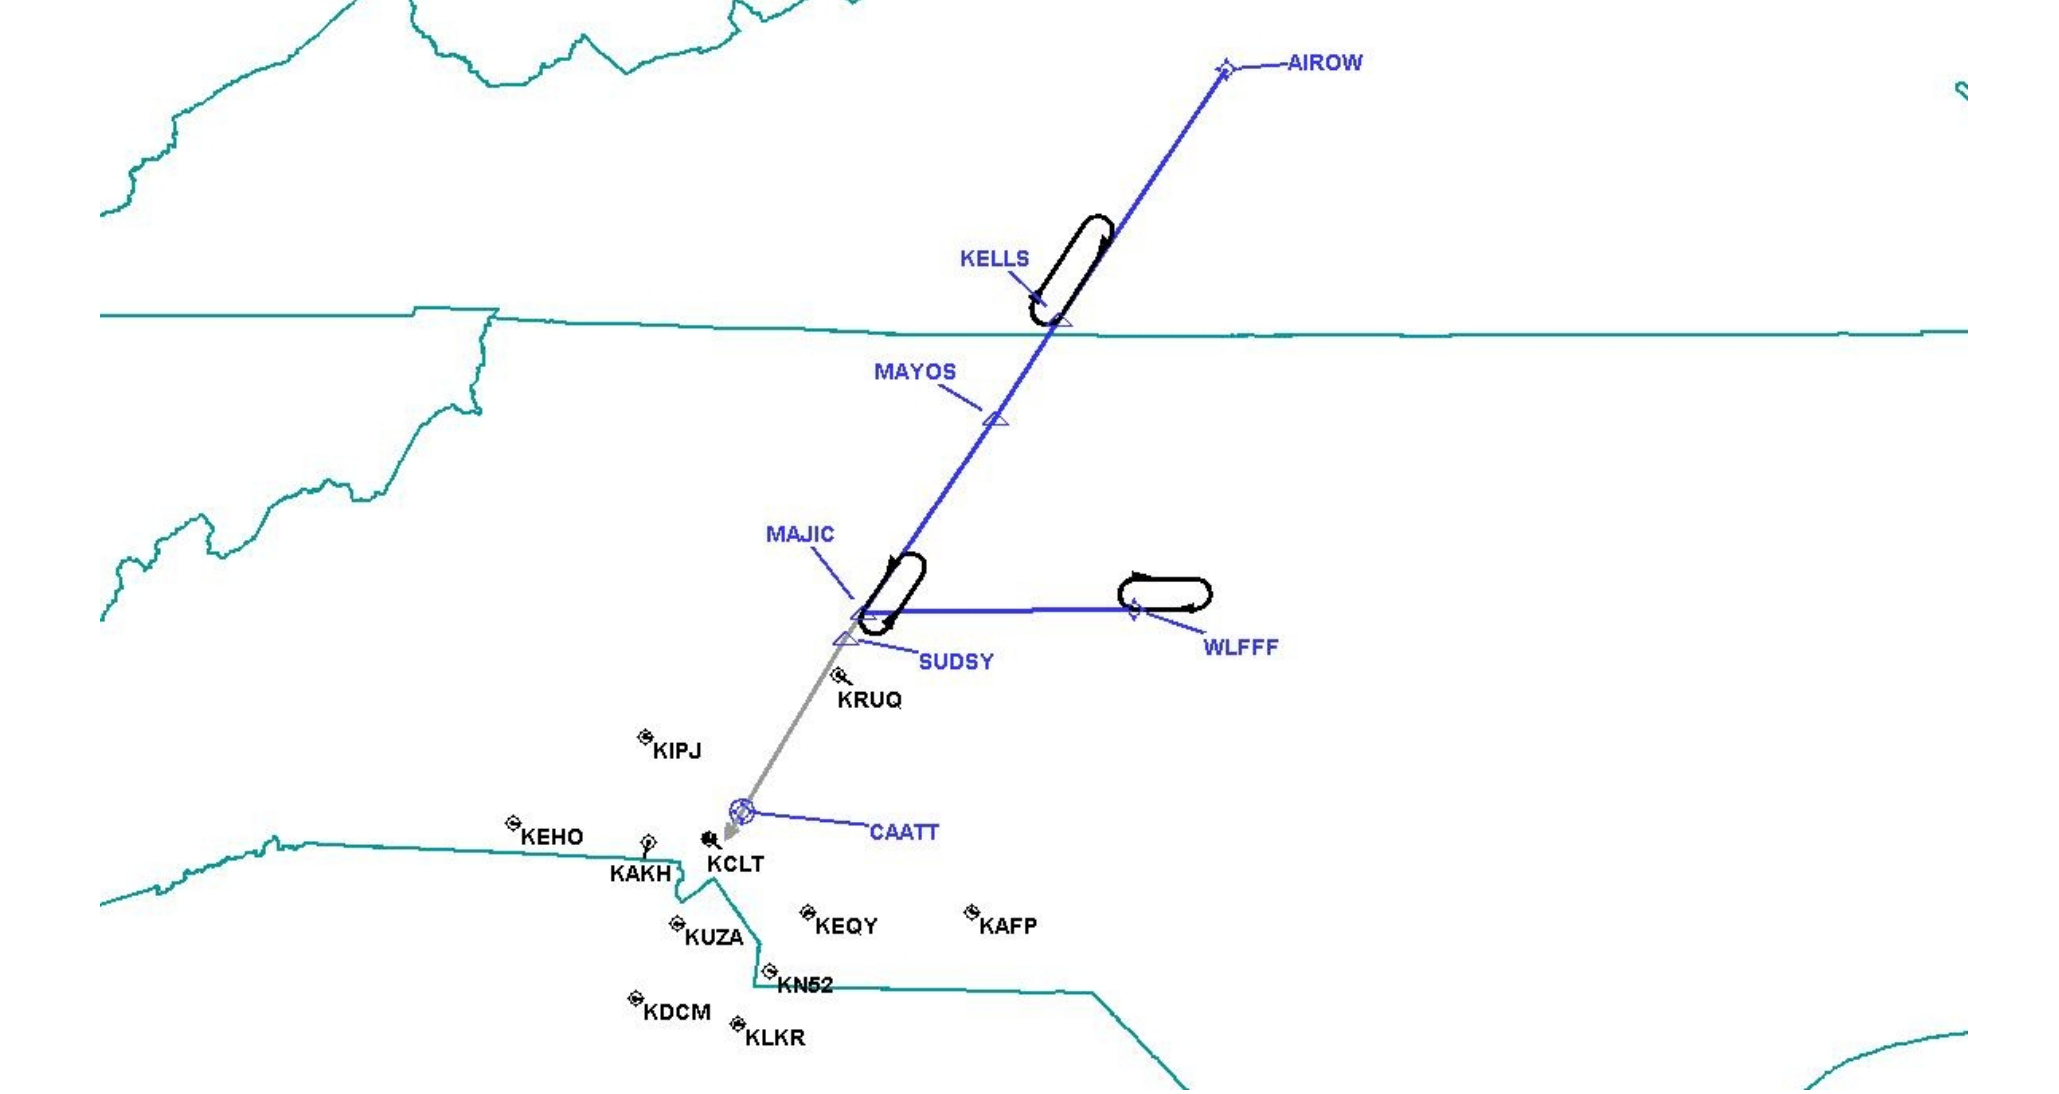 AIROW
KELLS
MAYOS
MAJIC
WLFFF
SUDSY
KRUQ
KIPJ
CAATT
KEHO
KCLT
KAKH
KEQY
KAFP
KUZA
KN52
KDCM
KLKR